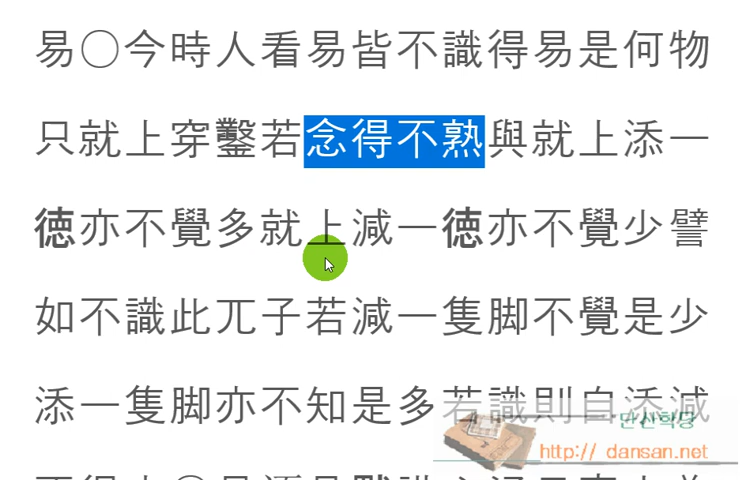 易○今時人看易皆不識得易是何物
只就上穿鑿若念得不熟與就上添一
徳亦不覺多就上減一徳亦不覺少譬
如不識此兀子若減一隻脚不覺是少
添一隻脚亦不知是多若識則自添減
단산학당
http:// dansan.net